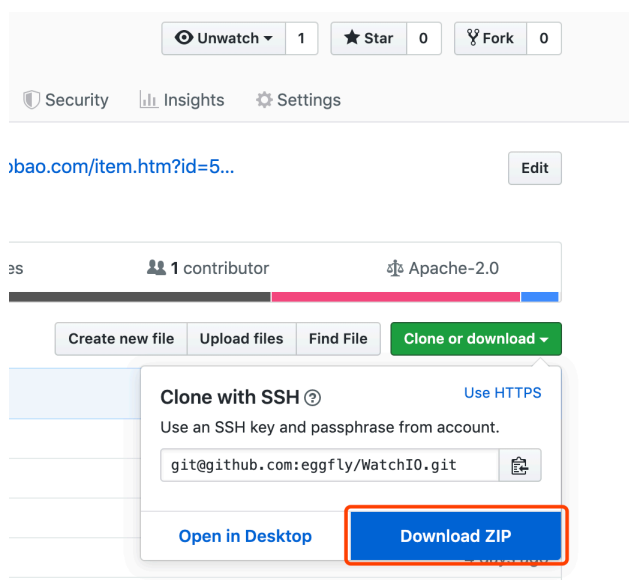 Unwatch 1 Star 0 Fork 0
Security Insights Settings
obao.com/item.htm?id=5... Edit
es 1 contributor Apache-2.0
Create new file Upload files Find File Clone or download
Clone with SSH ? Use HTTPS
Use an SSH key and passphrase from account.
git@github.com:eggfly/WatchIO.git
Open in Desktop Download ZIP
days ago